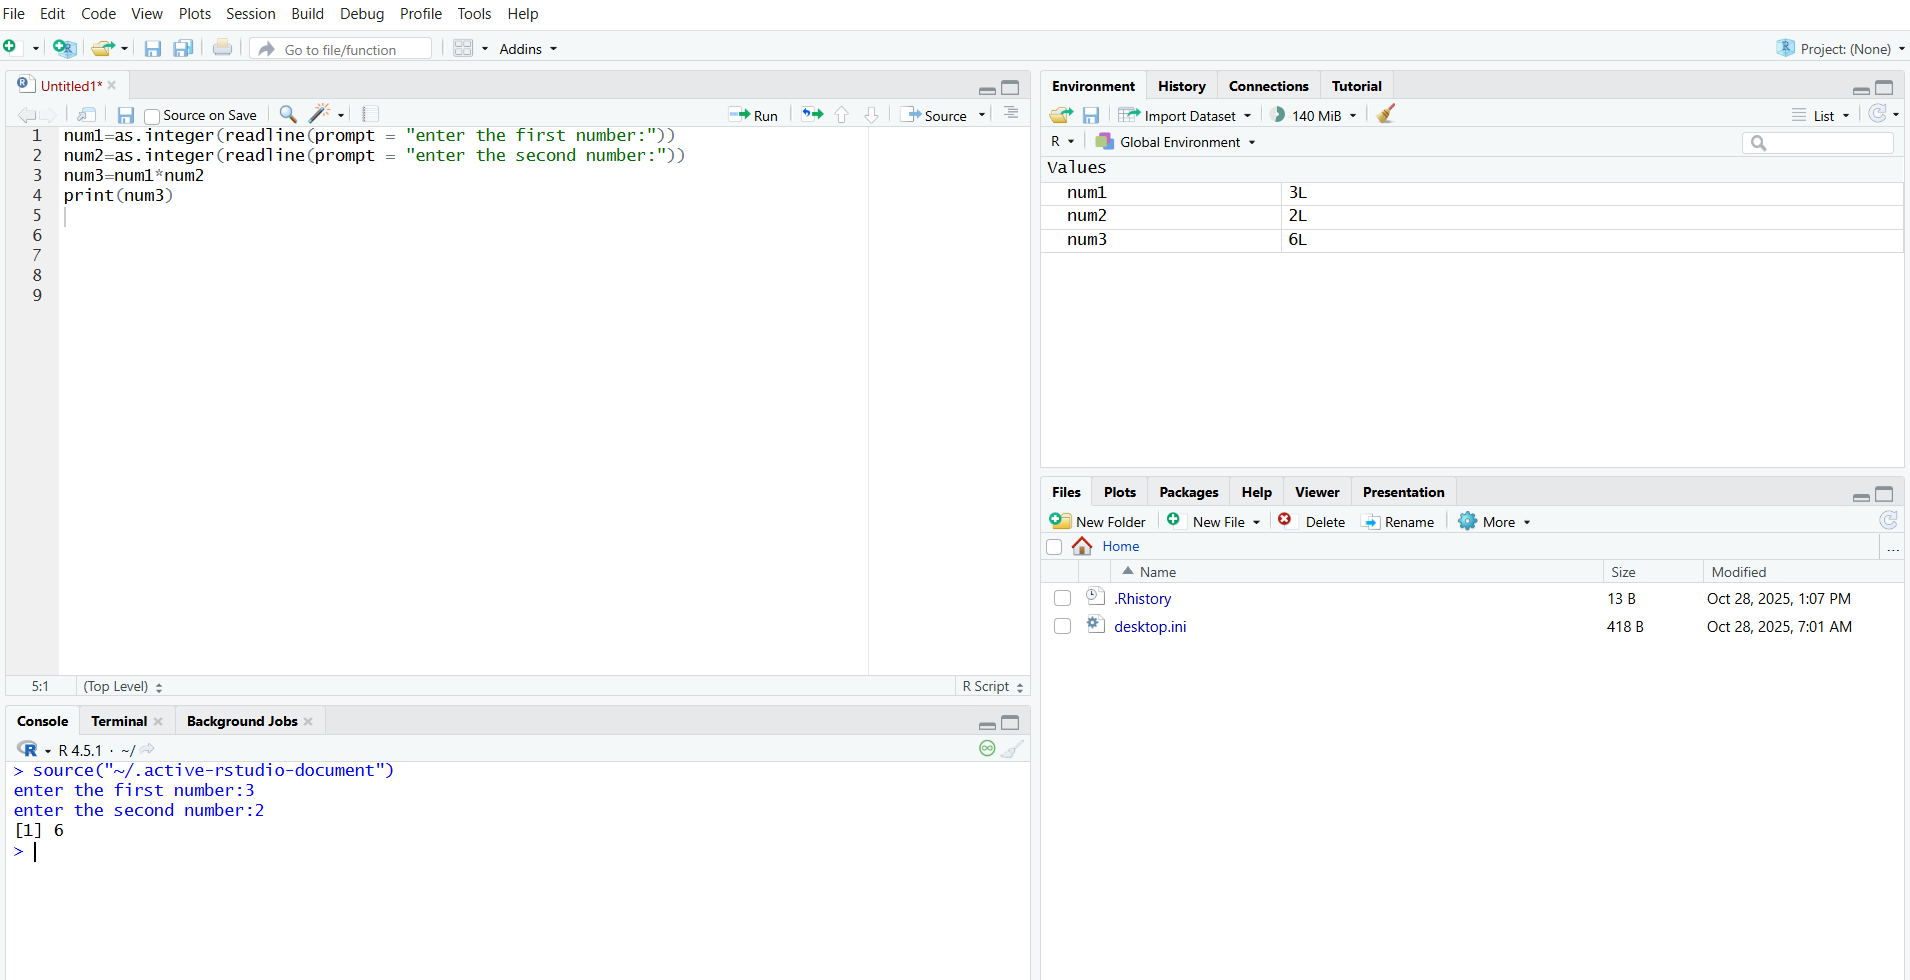 File Edit Code View Plots Session Build Debug Profile Tools Help
Go to file/function Addins Project: (None)
Untitled1*
Source on Save Run Source
1 num1=as.integer(readline(prompt = "enter the first number:"))
2 num2=as.integer(readline(prompt = "enter the second number:"))
3 num3=num1*num2
4 print(num3)
5
6
7
8
9
5:1 (Top Level) R Script
Console Terminal Background Jobs
R 4.5.1 · ~/
> source("~/.active-rstudio-document")
enter the first number:3
enter the second number:2
[1] 6
>
Environment History Connections Tutorial
Import Dataset 140 MiB List
R Global Environment
Values
num1 3L
num2 2L
num3 6L
Files Plots Packages Help Viewer Presentation
New Folder New File Delete Rename More
Home ...
Name Size Modified
.Rhistory 13 B Oct 28, 2025, 1:07 PM
desktop.ini 418 B Oct 28, 2025, 7:01 AM